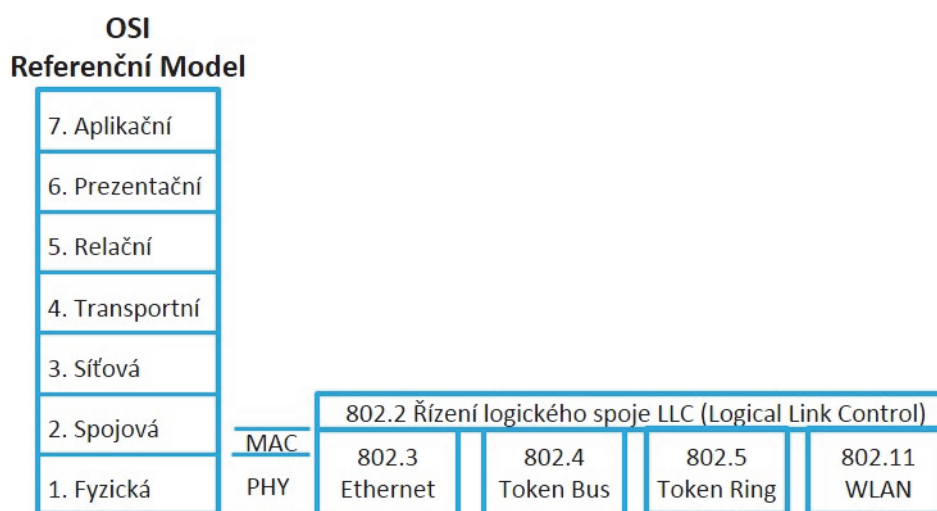 OSI
Referenční Model
7. Aplikační
6. Prezentační
5. Relační
4. Transportní
3. Síťová
2. Spojová
1. Fyzická
MAC
PHY
802.2 Řízení logického spoje LLC (Logical Link Control)
802.3
Ethernet
802.4
Token Bus
802.5
Token Ring
802.11
WLAN